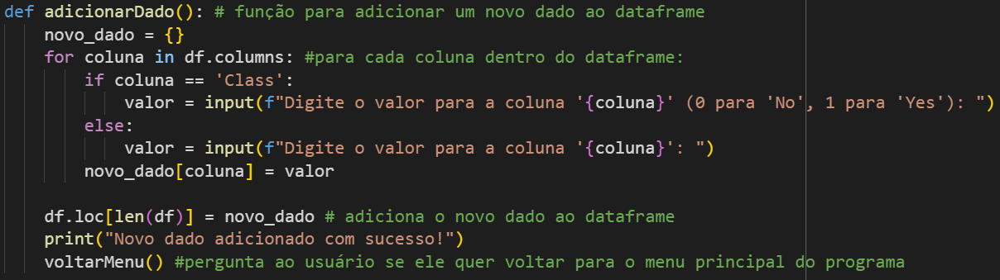 def adicionarDado(): # função para adicionar um novo dado ao dataframe
    novo_dado = {}
    for coluna in df.columns: #para cada coluna dentro do dataframe:
        if coluna == 'Class':
            valor = input(f"Digite o valor para a coluna '{coluna}' (0 para 'No', 1 para 'Yes'): ")
        else:
            valor = input(f"Digite o valor para a coluna '{coluna}': ")
        novo_dado[coluna] = valor

    df.loc[len(df)] = novo_dado # adiciona o novo dado ao dataframe
    print("Novo dado adicionado com sucesso!")
    voltarMenu() #pergunta ao usuário se ele quer voltar para o menu principal do programa